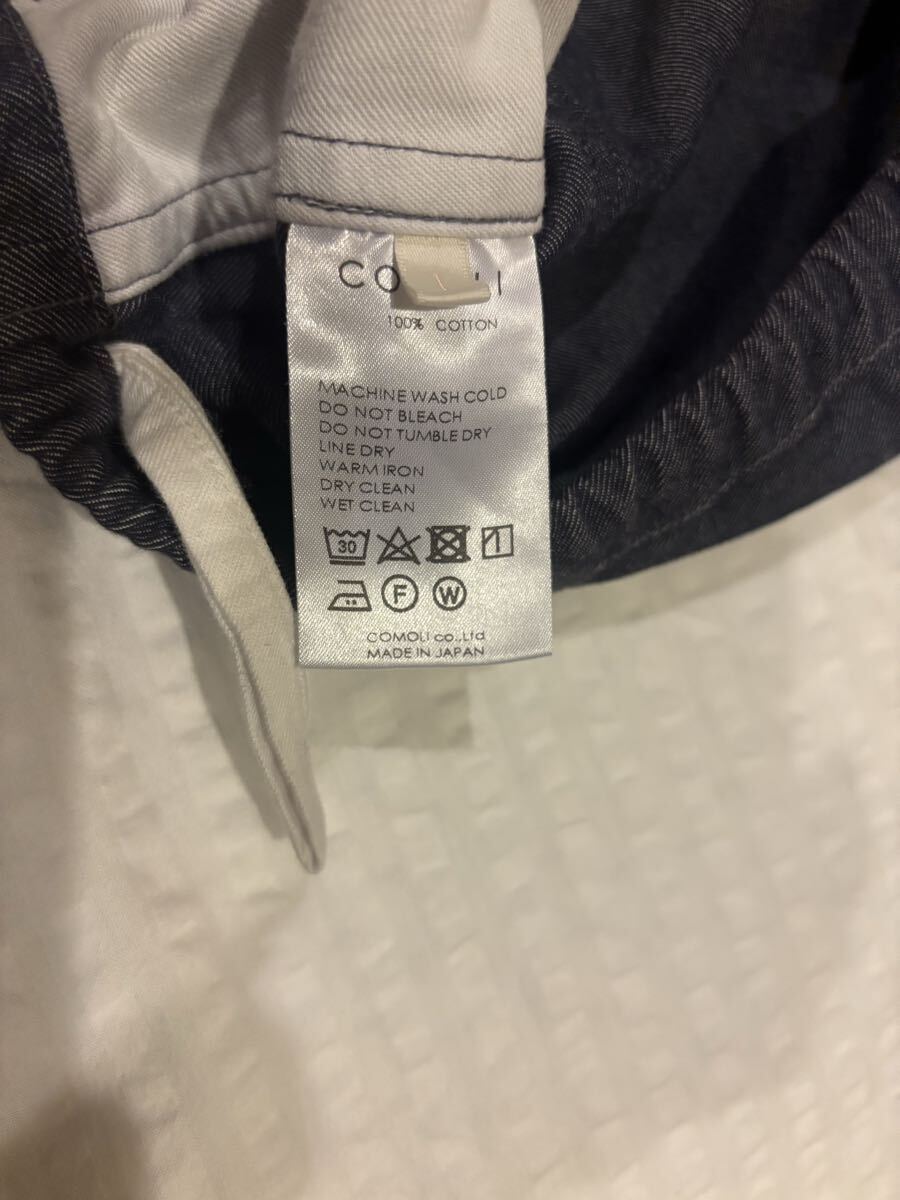 CO
100% COTTON
MACHINE WASH COLD
DO NOT BLEACH
DO NOT TUMBLE DRY
LINE DRY
WARM IRON
DRY CLEAN
WET CLEAN
30
F W
COMOLI co.,Ltd
MADE IN JAPAN